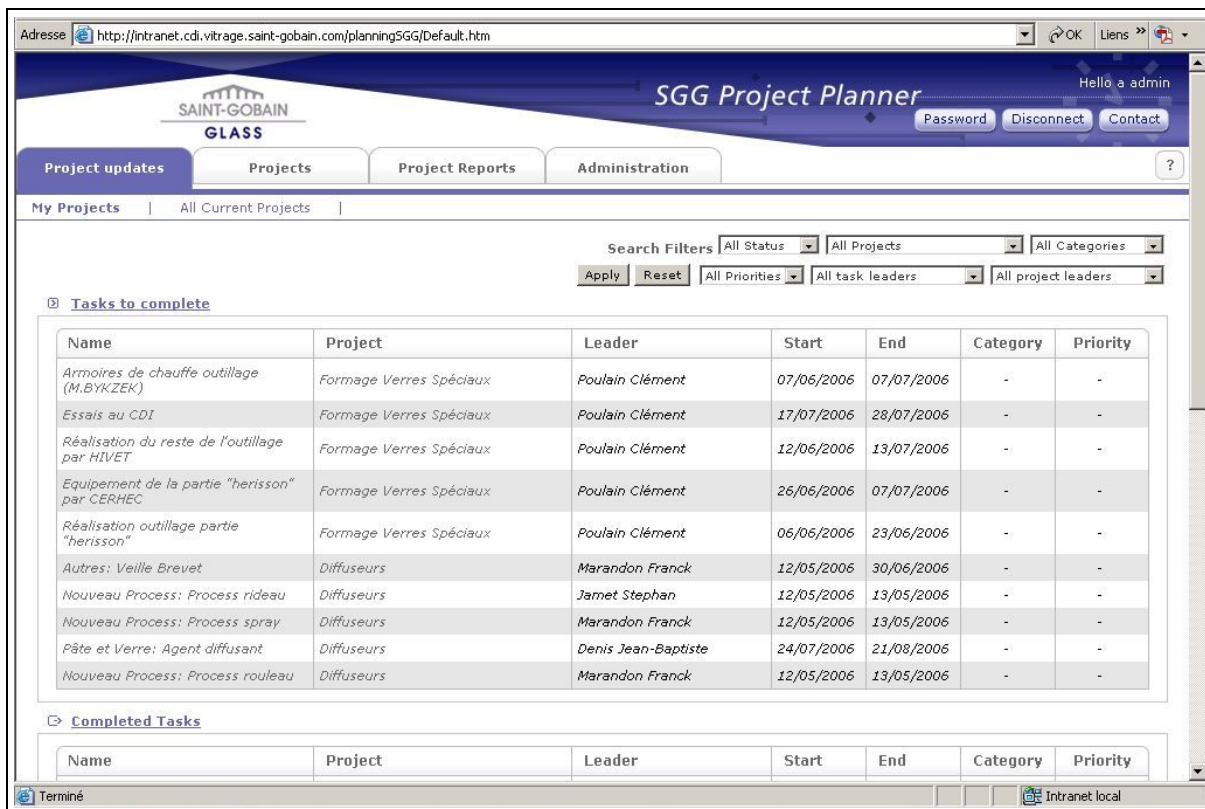 Adresse http://intranet.cdi.vitrage.saint-gobain.com/planningSGG/Default.htm OK Liens »
SAINT-GOBAIN
GLASS
SGG Project Planner
Hello a admin
Password Disconnect Contact
Project updates Projects Project Reports Administration ?
My Projects | All Current Projects |
Search Filters All Status All Projects All Categories
Apply Reset All Priorities All task leaders All project leaders
Tasks to complete
Name Project Leader Start End Category Priority
Armoires de chauffe outillage
(M.BYKZEK) Formage Verres Spéciaux Poulain Clément 07/06/2006 07/07/2006 - -
Essais au CDI Formage Verres Spéciaux Poulain Clément 17/07/2006 28/07/2006 - -
Réalisation du reste de l'outillage
par HIVET Formage Verres Spéciaux Poulain Clément 12/06/2006 13/07/2006 - -
Equipement de la partie "herisson"
par CERHEC Formage Verres Spéciaux Poulain Clément 26/06/2006 07/07/2006 - -
Réalisation outillage partie
"herisson" Formage Verres Spéciaux Poulain Clément 06/06/2006 23/06/2006 - -
Autres: Veille Brevet Diffuseurs Marandon Franck 12/05/2006 30/06/2006 - -
Nouveau Process: Process rideau Diffuseurs Jamet Stephan 12/05/2006 13/05/2006 - -
Nouveau Process: Process spray Diffuseurs Marandon Franck 12/05/2006 13/05/2006 - -
Pâte et Verre: Agent diffusant Diffuseurs Denis Jean-Baptiste 24/07/2006 21/08/2006 - -
Nouveau Process: Process rouleau Diffuseurs Marandon Franck 12/05/2006 13/05/2006 - -
Completed Tasks
Name Project Leader Start End Category Priority
Terminé Intranet local